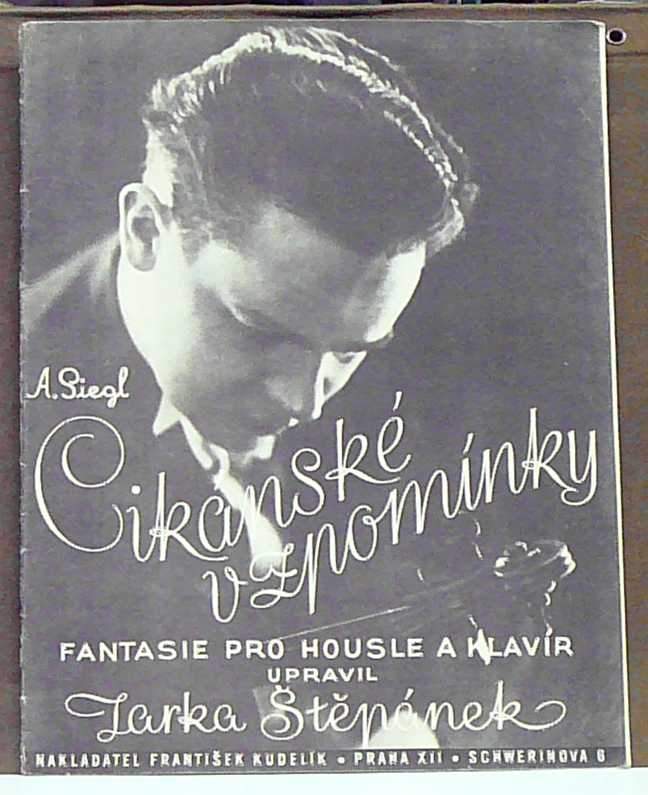 A. Siegl
Cikánské
vzpomínky
FANTASIE PRO HOUSLE A KLAVÍR
UPRAVIL
Jarka Štěpánek
NAKLADATEL FRANTIŠEK KUDELÍK • PRAHA XII • SCHWERINOVA 6